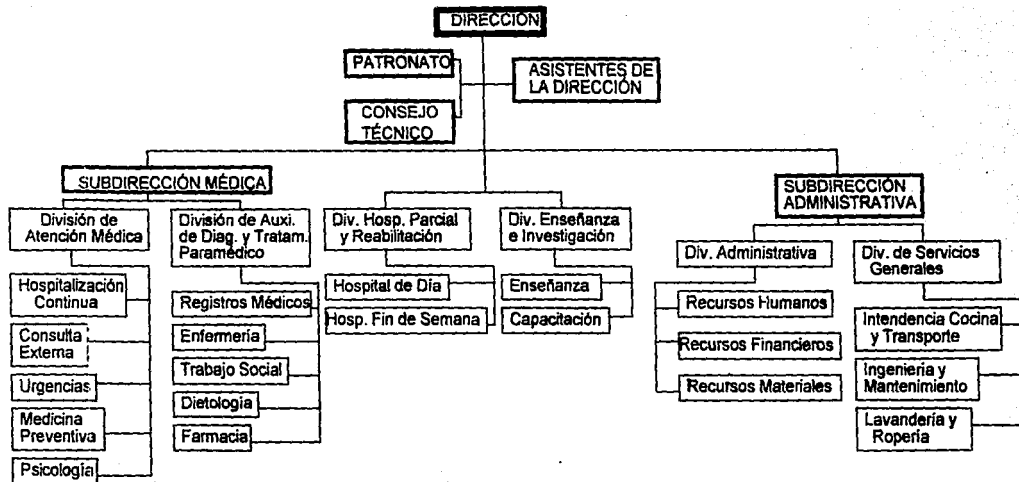 DIRECCIÓN
PATRONATO
ASISTENTES DE
LA DIRECCIÓN
CONSEJO
TÉCNICO
SUBDIRECCIÓN MÉDICA
SUBDIRECCIÓN
ADMINISTRATIVA
División de
Atención Médica
División de Auxi.
de Diag. y Tratam.
Paramédico
Div. Hosp. Parcial
y Reabilitación
Div. Enseñanza
e Investigación
Div. Administrativa
Div. de Servicios
Generales
Hospitalización
Continua
Consulta
Externa
Urgencias
Medicina
Preventiva
Psicología
Registros Médicos
Enfermería
Trabajo Social
Dietología
Farmacia
Hospital de Día
Hosp. Fin de Semana
Enseñanza
Capacitación
Recursos Humanos
Recursos Financieros
Recursos Materiales
Intendencia Cocina
y Transporte
Ingeniería y
Mantenimiento
Lavandería y
Ropería